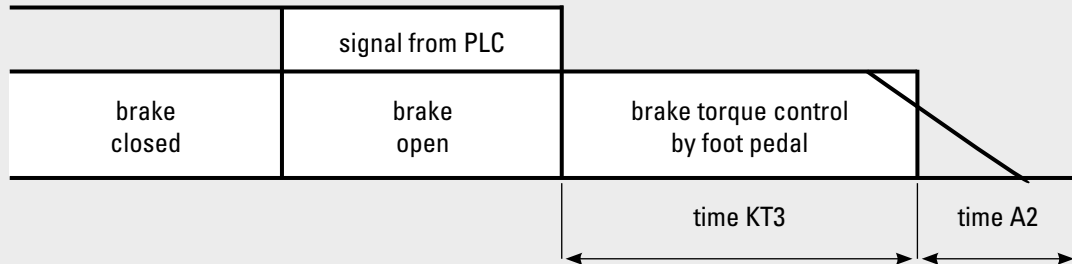 signal from PLC
brake
closed
brake
open
brake torque control
by foot pedal
time KT3
time A2